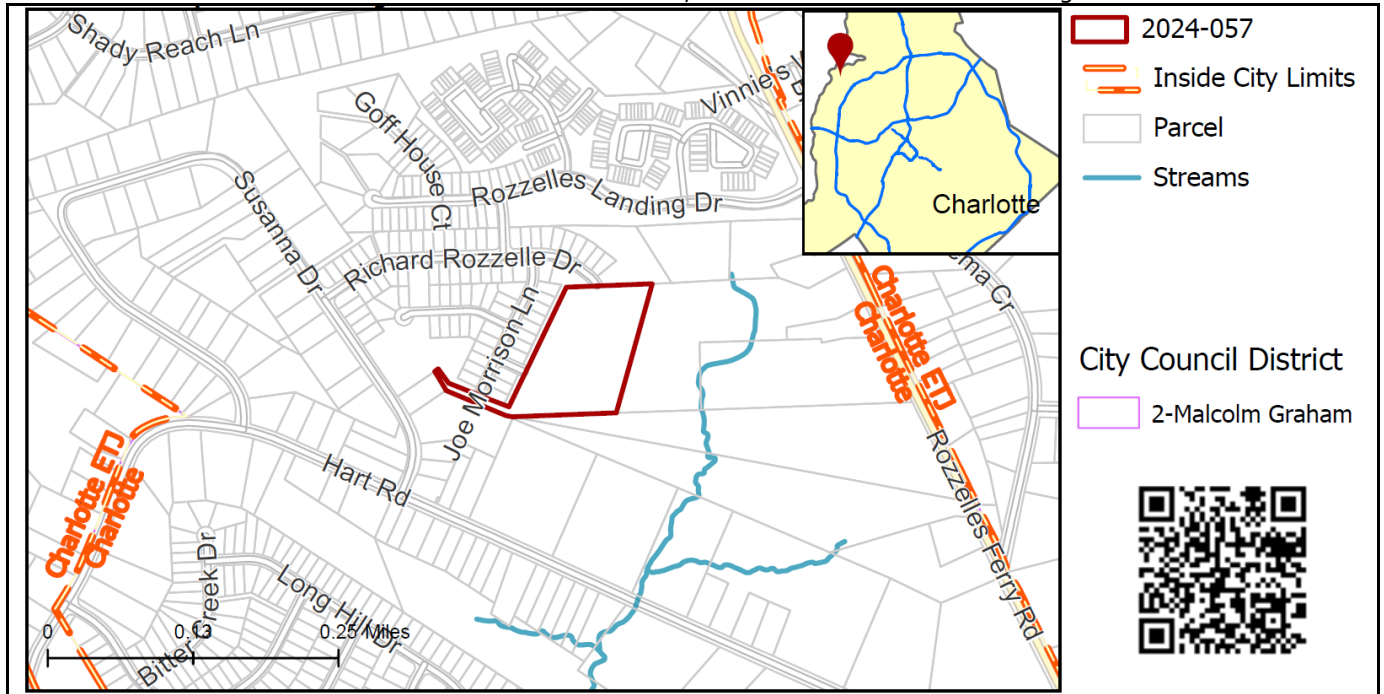 Shady Reach Ln
Goff House Ct
Vinnie's
Susanna Dr
Rozzelles Landing Dr
Richard Rozzelle Dr
Joe Morrison Ln
Hart Rd
Long Hill Dr
Bitter Creek Dr
Rozzelles Ferry Rd
Charlotte ETJ
Charlotte
Charlotte ETJ
Charlotte
0
0.13
0.25 Miles
Charlotte
2024-057
Inside City Limits
Parcel
Streams
City Council District
2-Malcolm Graham